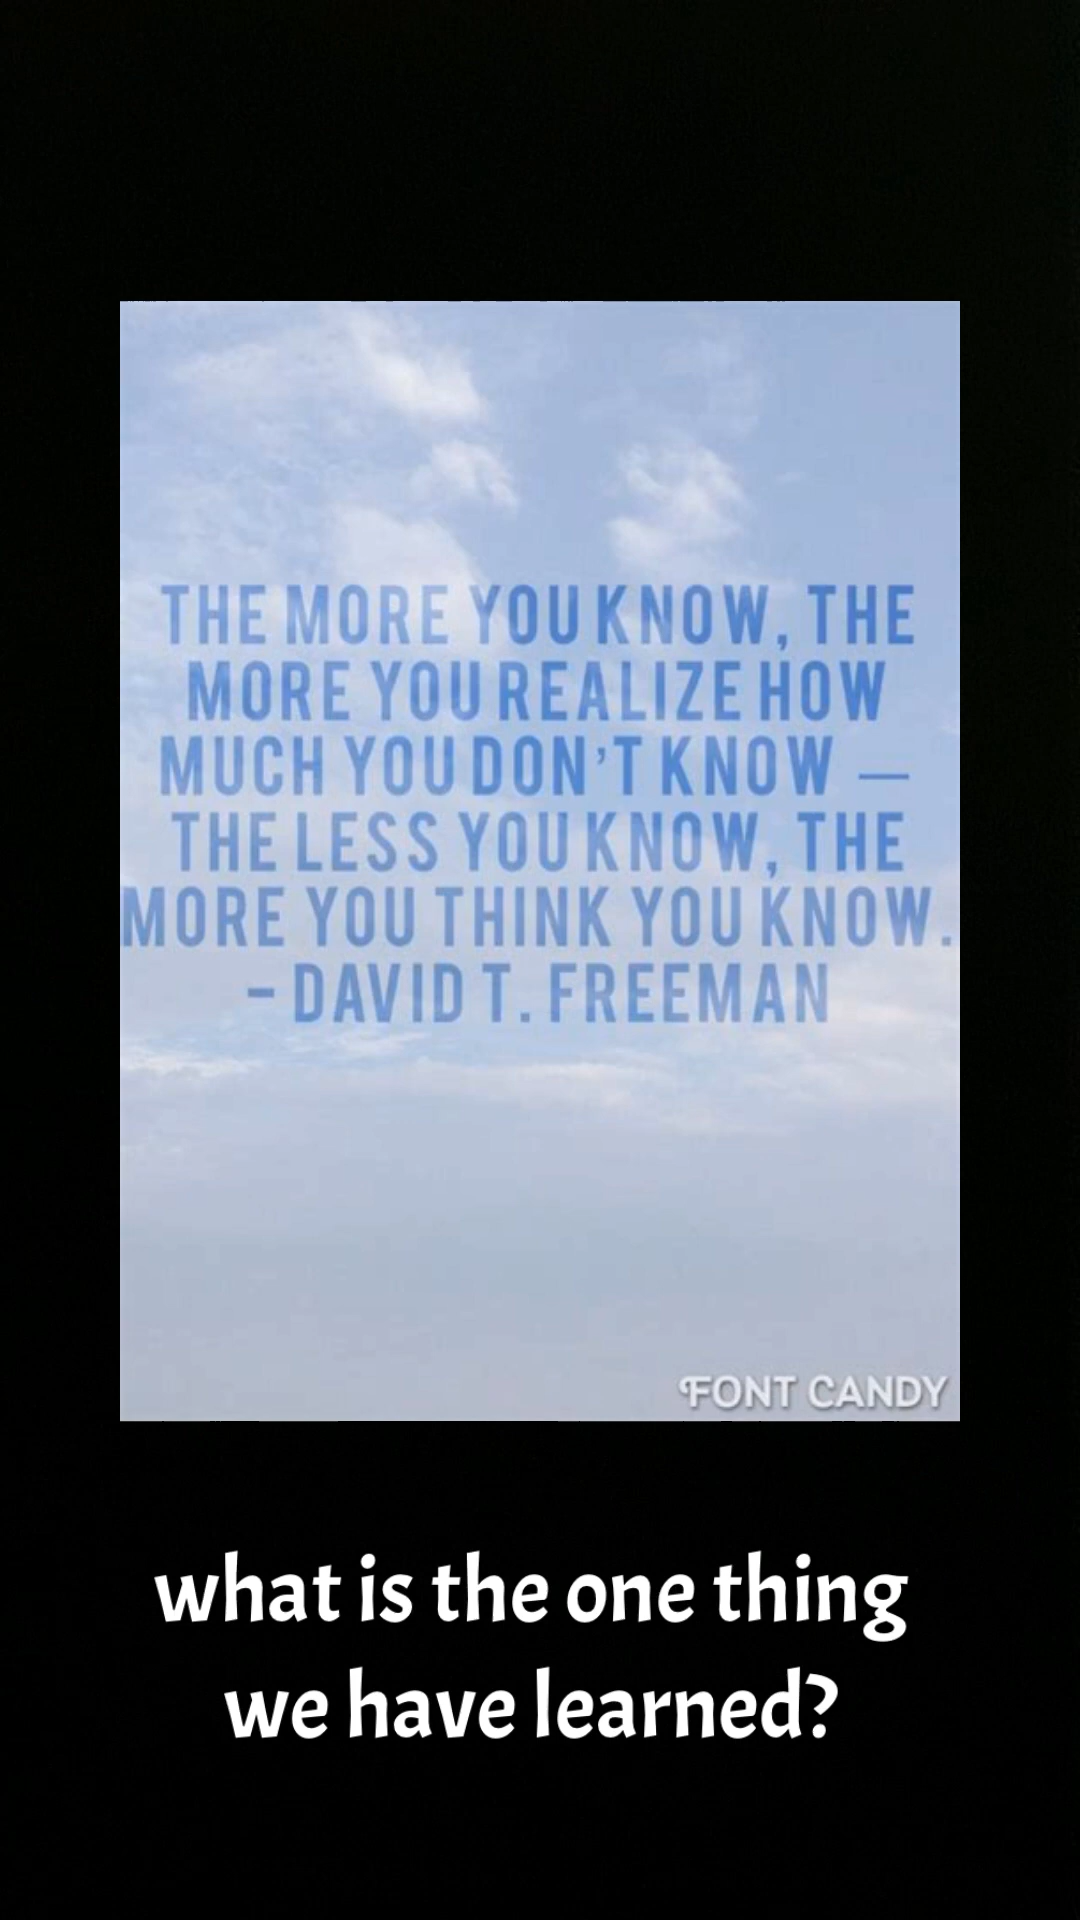 THE MORE YOU KNOW, THE
MORE YOU REALIZE HOW
MUCH YOU DON'T KNOW —
THE LESS YOU KNOW, THE
MORE YOU THINK YOU KNOW.
- DAVID T. FREEMAN
FONT CANDY
what is the one thing
we have learned?